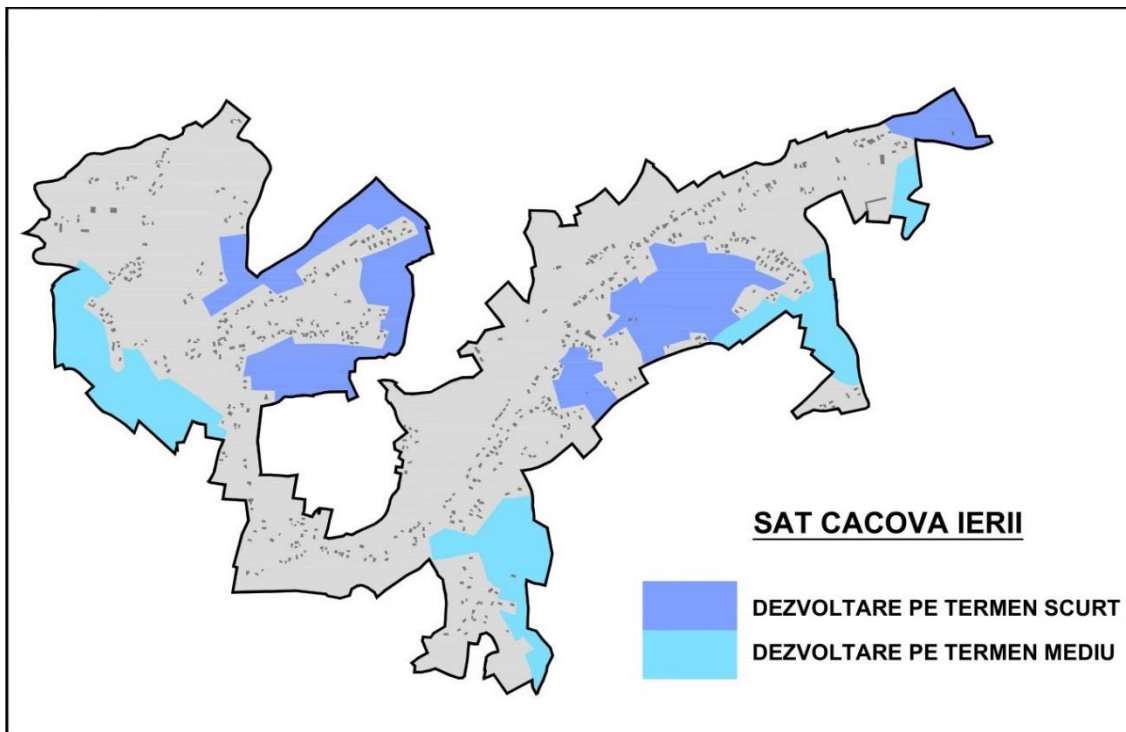 SAT CACOVA IERII
DEZVOLTARE PE TERMEN SCURT
DEZVOLTARE PE TERMEN MEDIU